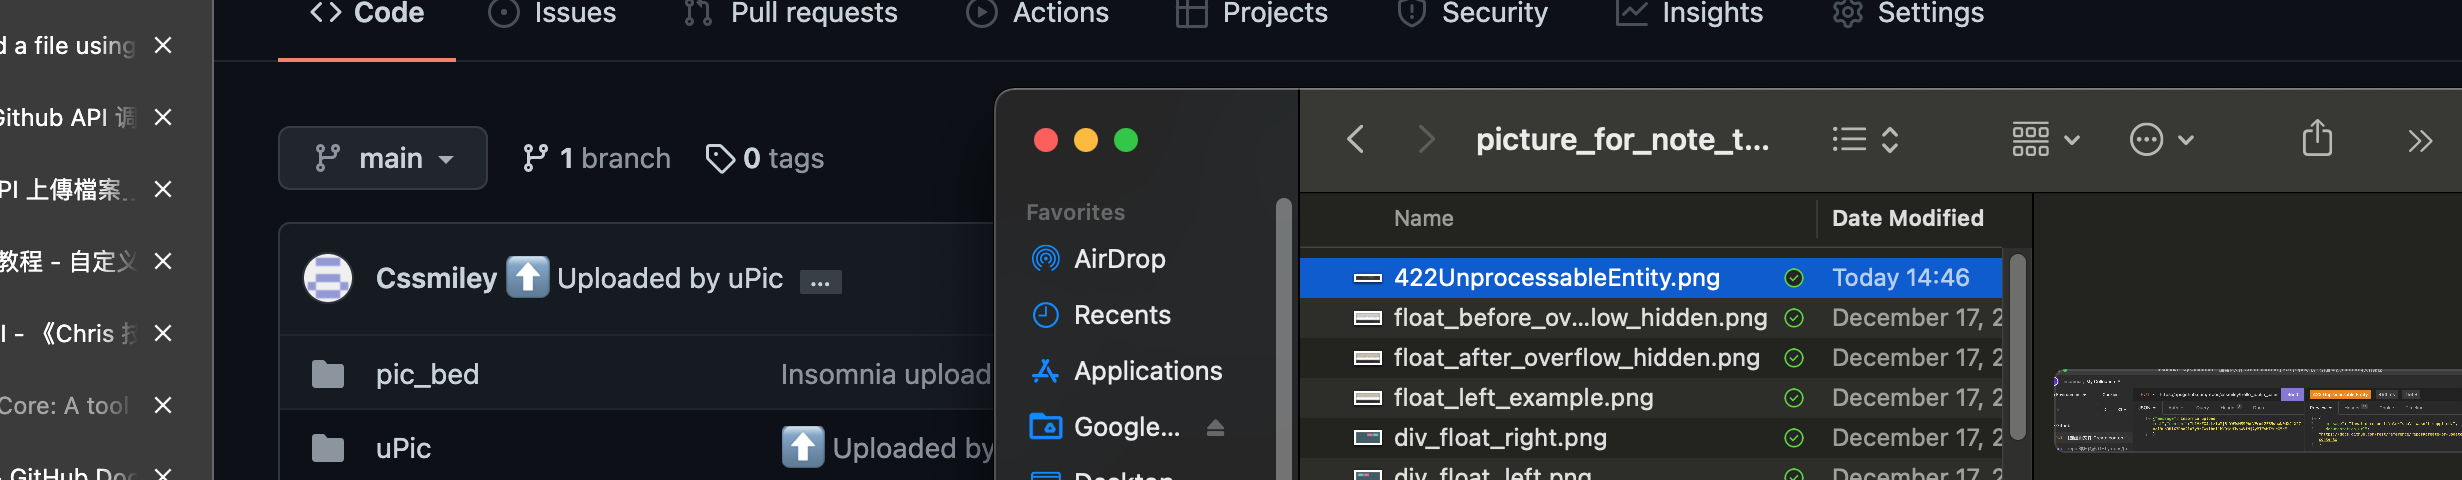 Code Issues Pull requests Actions Projects Security Insights Settings
d a file using
Github API 调
PI 上傳檔案
教程 - 自定义
I - 《Chris 技
Core: A tool
GitHub Doc
main
1 branch
0 tags
Cssmiley Uploaded by uPic ...
pic_bed Insomnia upload
uPic Uploaded by
Favorites
AirDrop
Recents
Applications
Google...
Desktop
picture_for_note_t...
Name Date Modified
422UnprocessableEntity.png Today 14:46
float_before_ov...low_hidden.png December 17, 2
float_after_overflow_hidden.png December 17, 2
float_left_example.png December 17, 2
div_float_right.png December 17, 2
div_float_left.png December 17, 2